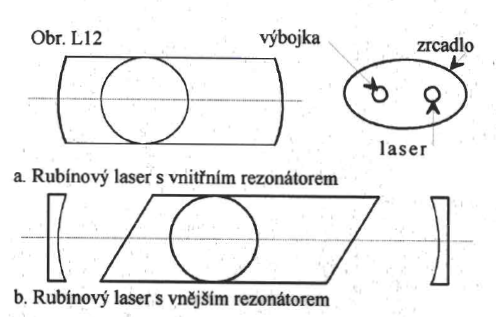 Obr. L12
výbojka
zrcadlo
laser
a. Rubínový laser s vnitřním rezonátorem
b. Rubínový laser s vnějším rezonátorem